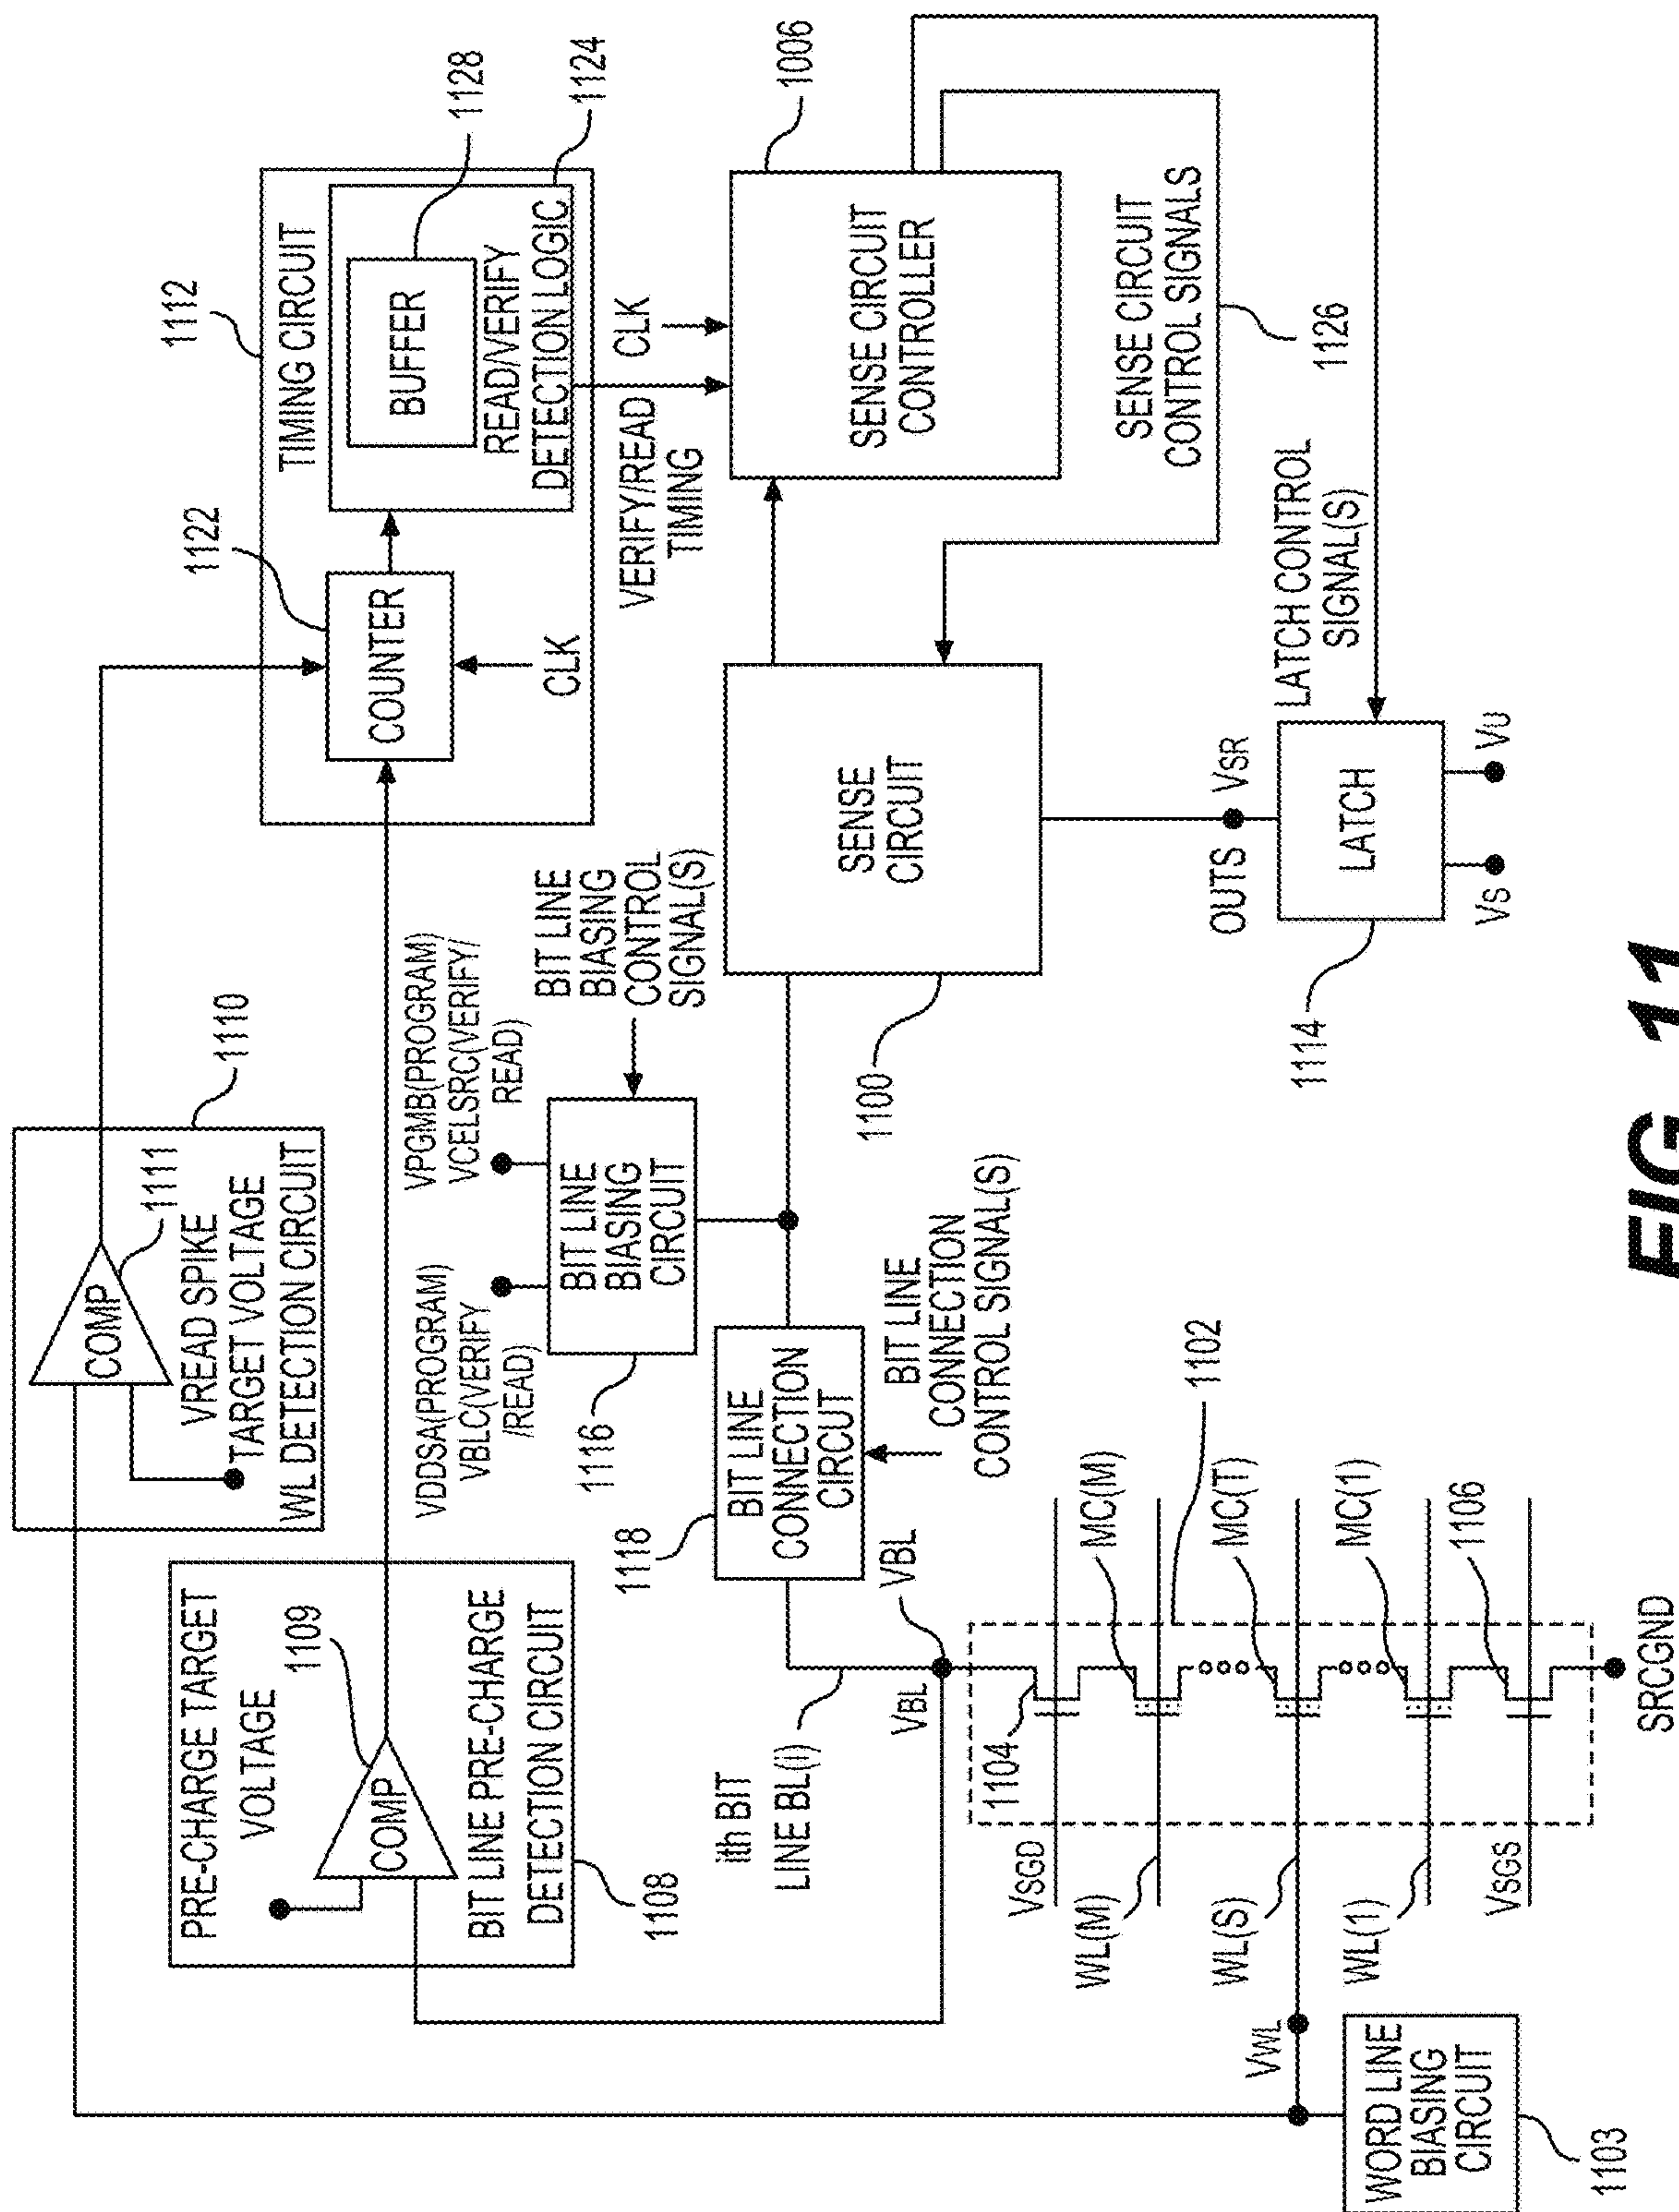 PRE-CHARGE TARGET
VOLTAGE
1109
COMP
BIT LINE PRE-CHARGE
DETECTION CIRCUIT
1108
COMP
1111
VREAD SPIKE
TARGET VOLTAGE
WL DETECTION CIRCUIT
1110
1112
TIMING CIRCUIT
1122
COUNTER
CLK
BUFFER
READ/VERIFY
DETECTION LOGIC
1128
1124
VERIFY/READ
TIMING
CLK
VPGMB(PROGRAM)
VCELSRC(VERIFY/
READ)
VDDSA(PROGRAM)
VBLC(VERIFY
/READ)
BIT LINE
BIASING
CONTROL
SIGNAL(S)
BIT LINE
BIASING
CIRCUIT
1116
1118
BIT LINE
CONNECTION
CIRCUT
BIT LINE
CONNECTION
CONTROL SIGNAL(S)
SENSE
CIRCUIT
1100
SENSE CIRCUIT
CONTROLLER
1006
SENSE CIRCUIT
CONTROL SIGNALS
1126
LATCH CONTROL
SIGNAL(S)
OUTS
VSR
LATCH
1114
VS
VU
ith BIT
LINE BL(i)
VBL
VBL
1104
1102
VSGD
MC(M)
WL(M)
MC(T)
WL(S)
MC(1)
WL(1)
1106
VSGS
SRCGND
VWL
WORD LINE
BIASING
CIRCUIT
1103
FIG 11